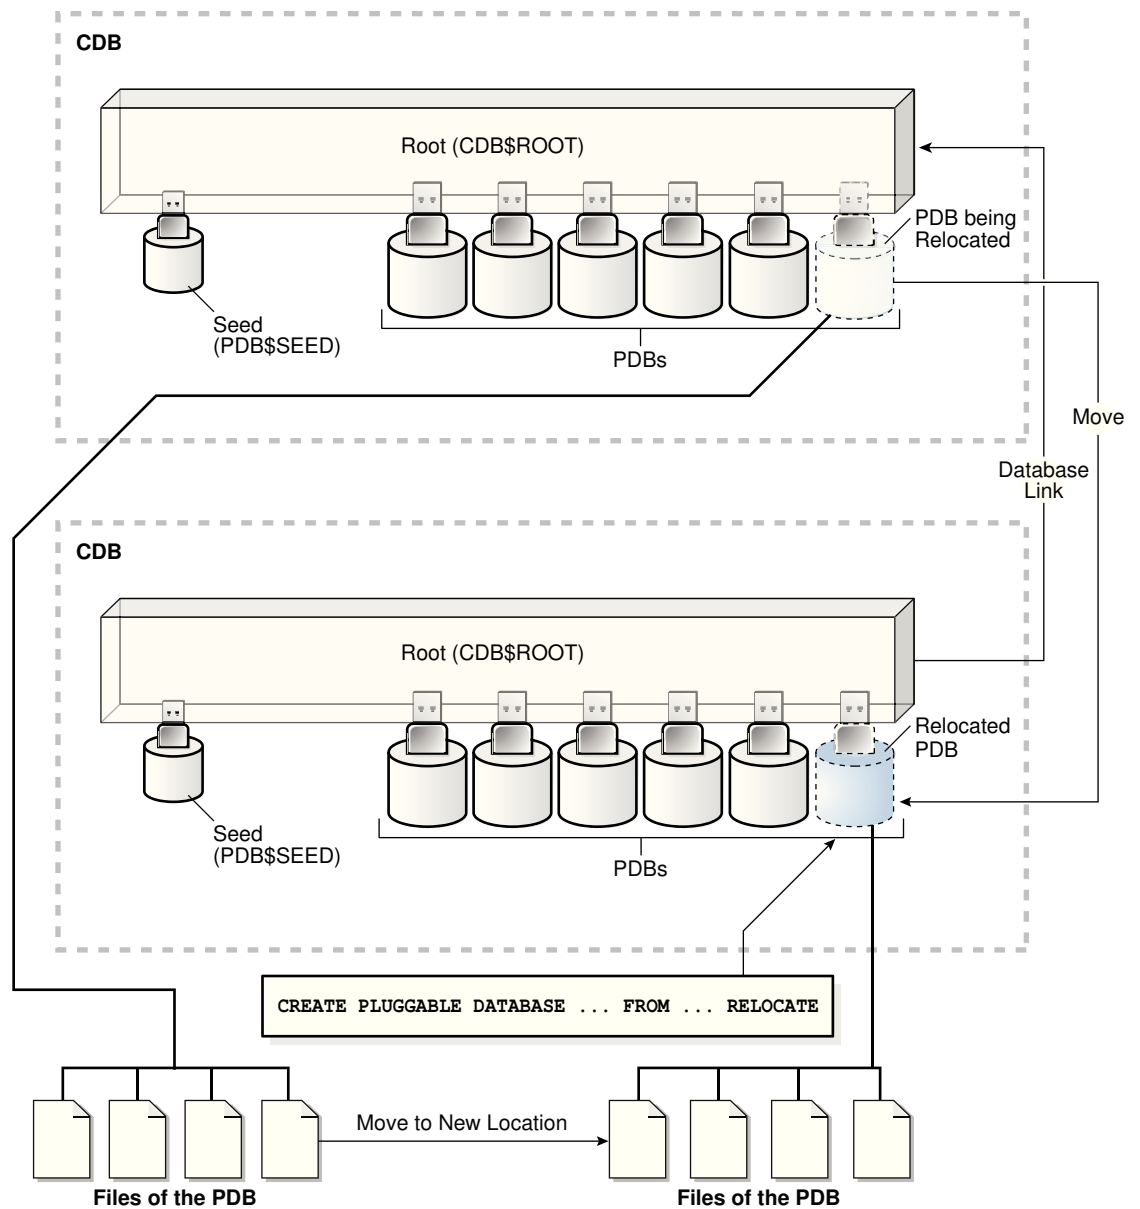 CDB
Root (CDB$ROOT)
PDB being
Relocated
Seed
(PDB$SEED)
PDBs
Move
Database
Link
CDB
Root (CDB$ROOT)
Relocated
PDB
Seed
(PDB$SEED)
PDBs
CREATE PLUGGABLE DATABASE ... FROM ... RELOCATE
Move to New Location
Files of the PDB
Files of the PDB